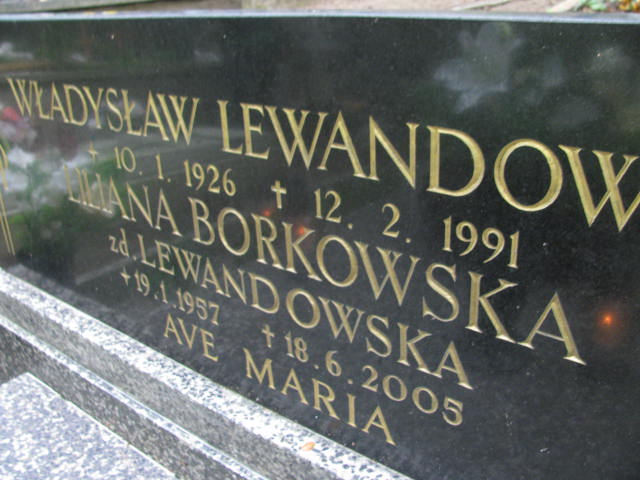 WŁADYSŁAW LEWANDOW
† 10. 1. 1926 † 12. 2. 1991
LILIANA BORKOWSKA
zd. LEWANDOWSKA
† 19.1.1957 † 18.6.2005
AVE MARIA